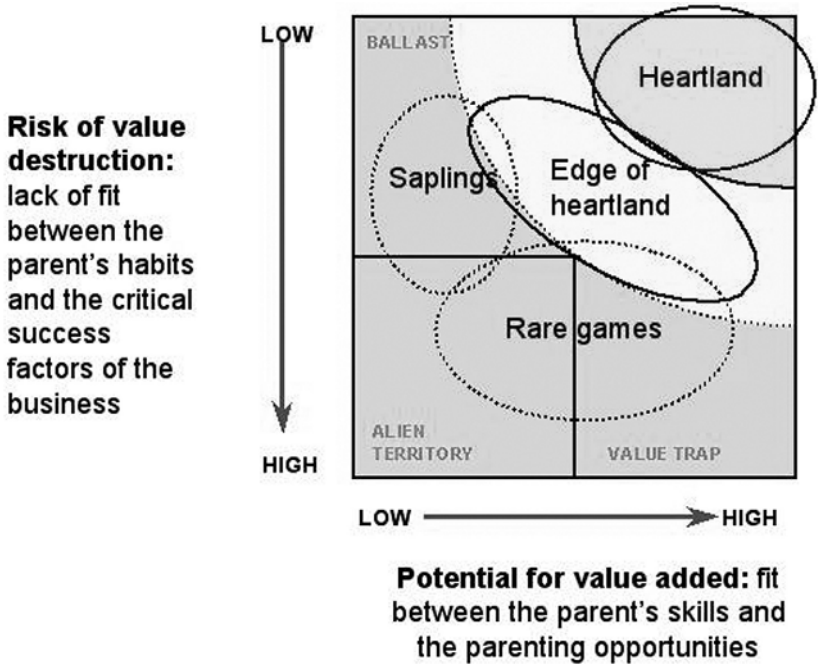 LOW
BALLAST
Heartland
Risk of value
destruction:
lack of fit
between the
parent's habits
and the critical
success
factors of the
business
Saplings
Edge of
heartland
Rare games
ALIEN
TERRITORY
VALUE TRAP
HIGH
LOW
HIGH
Potential for value added: fit
between the parent's skills and
the parenting opportunities